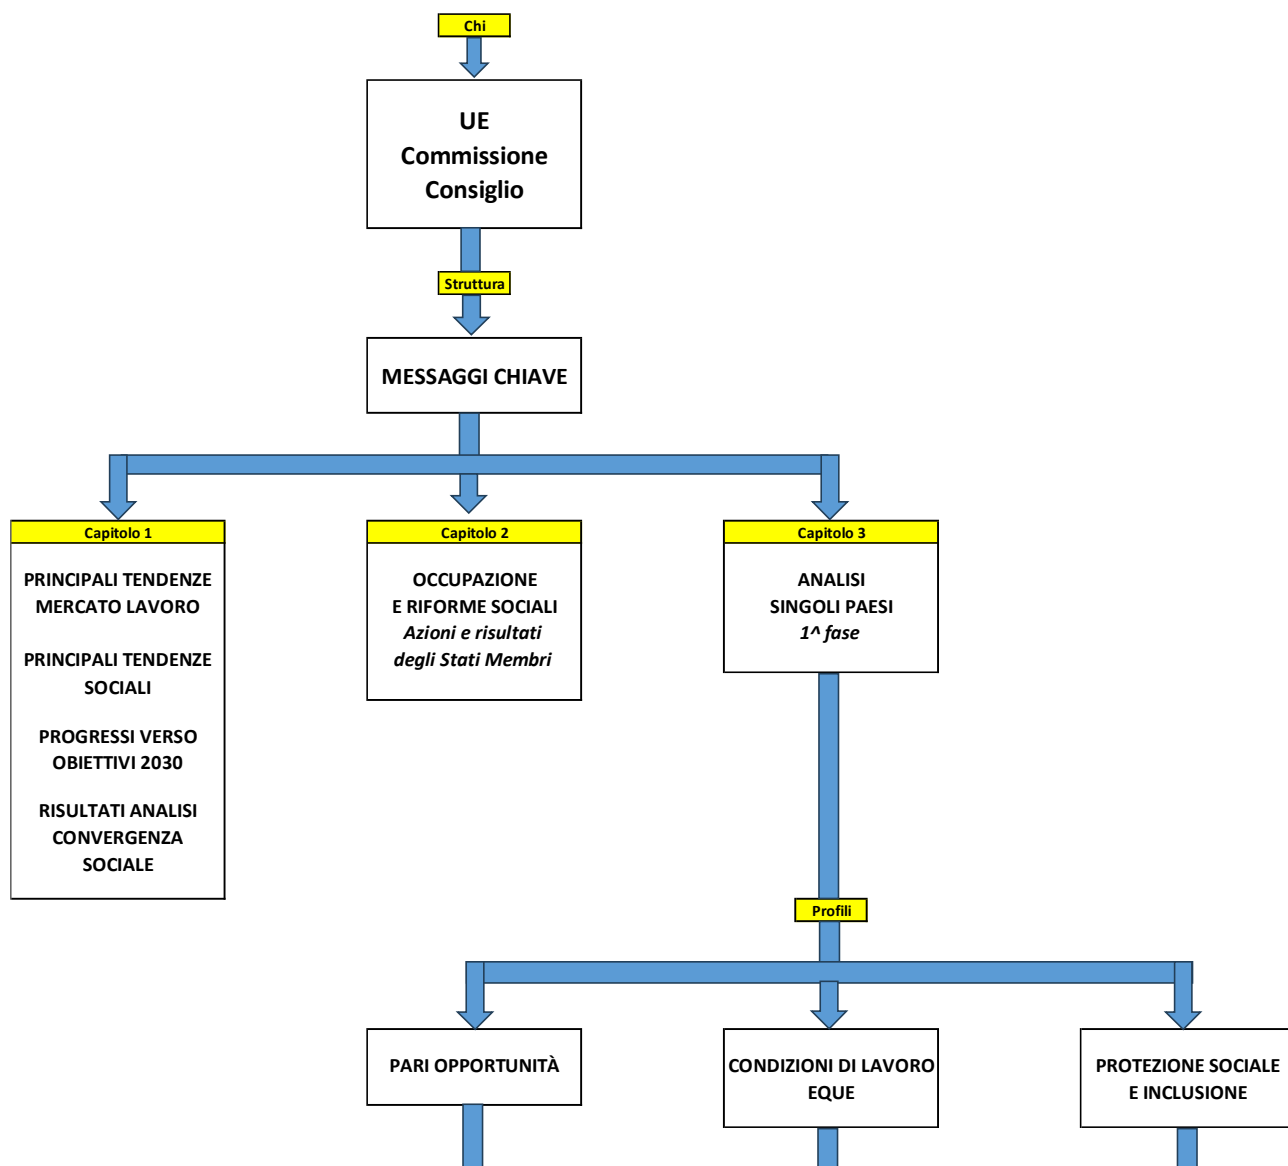 Chi
UE
Commissione
Consiglio
Struttura
MESSAGGI CHIAVE
Capitolo 1
PRINCIPALI TENDENZE
MERCATO LAVORO
PRINCIPALI TENDENZE
SOCIALI
PROGRESSI VERSO
OBIETTIVI 2030
RISULTATI ANALISI
CONVERGENZA
SOCIALE
Capitolo 2
OCCUPAZIONE
E RIFORME SOCIALI
Azioni e risultati
degli Stati Membri
Capitolo 3
ANALISI
SINGOLI PAESI
1^ fase
Profili
PARI OPPORTUNITÀ
CONDIZIONI DI LAVORO
EQUE
PROTEZIONE SOCIALE
E INCLUSIONE